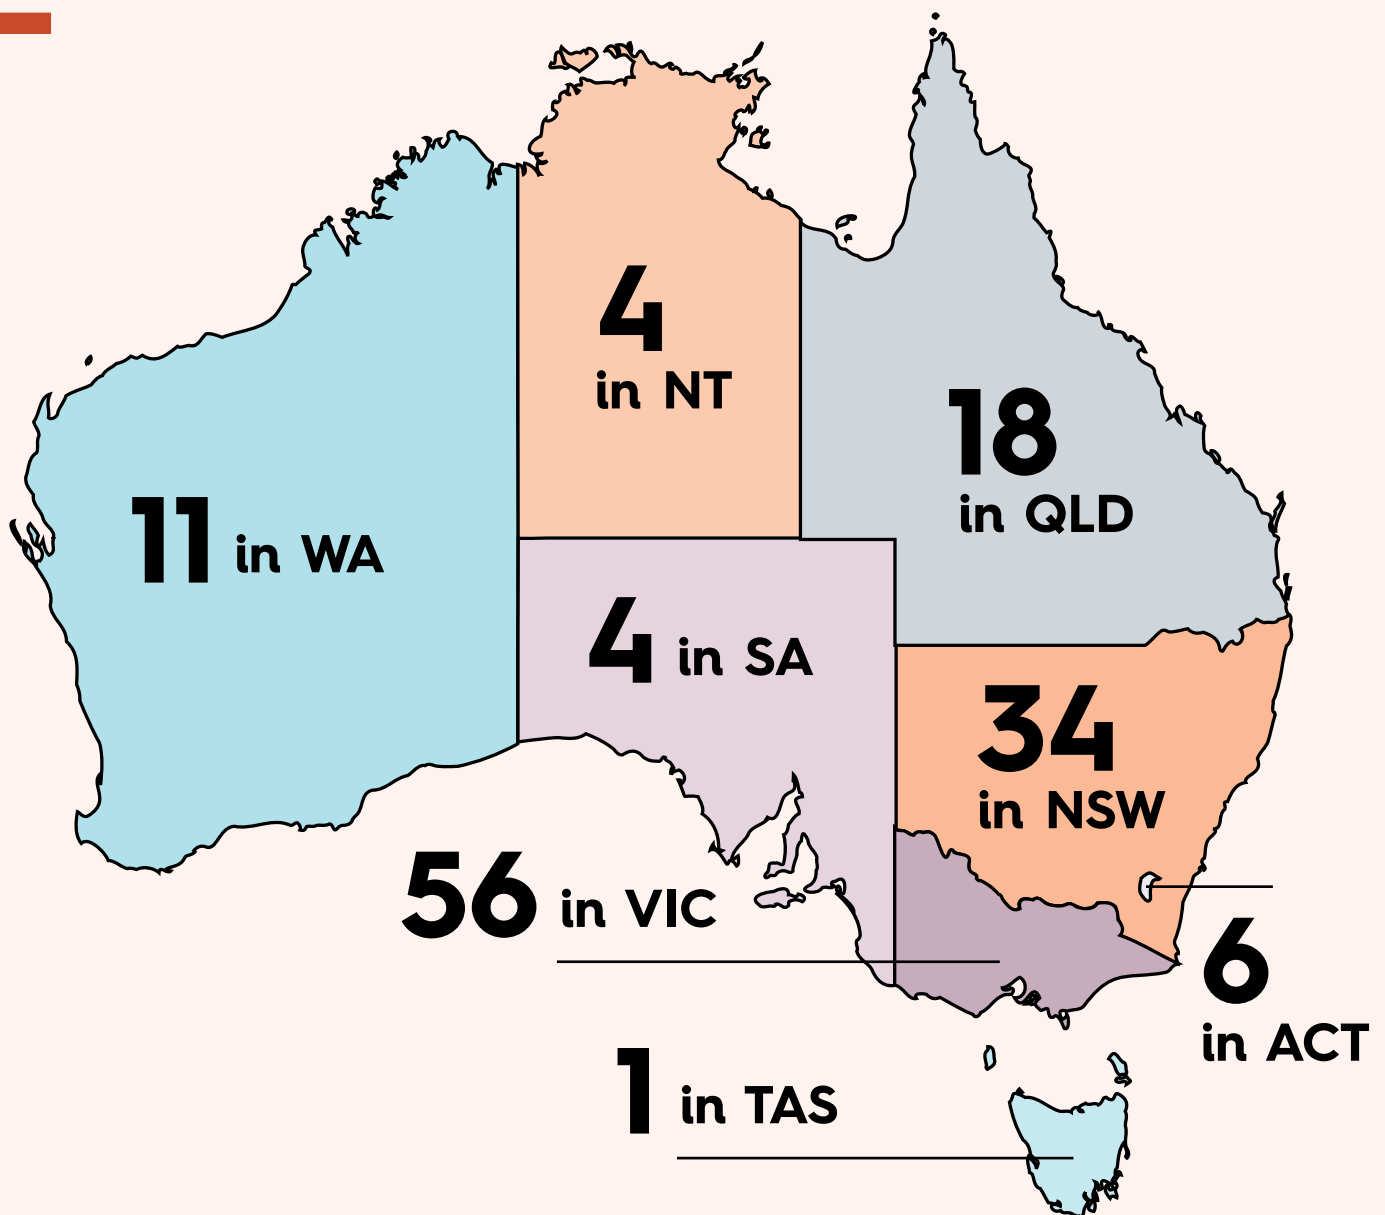 4
in NT
18
in QLD
11 in WA
4 in SA
34
in NSW
56 in VIC
6
in ACT
1 in TAS